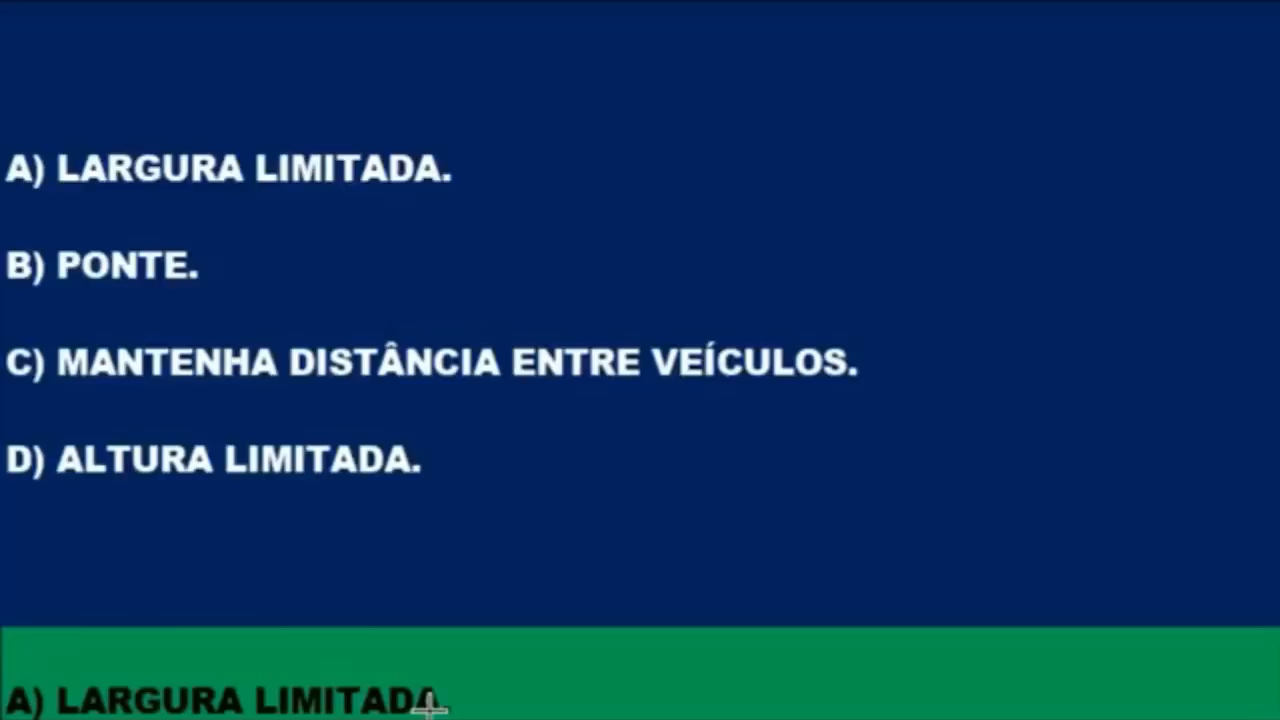 A) LARGURA LIMITADA.
B) PONTE.
C) MANTENHA DISTÂNCIA ENTRE VEÍCULOS.
D) ALTURA LIMITADA.
A) LARGURA LIMITADA.